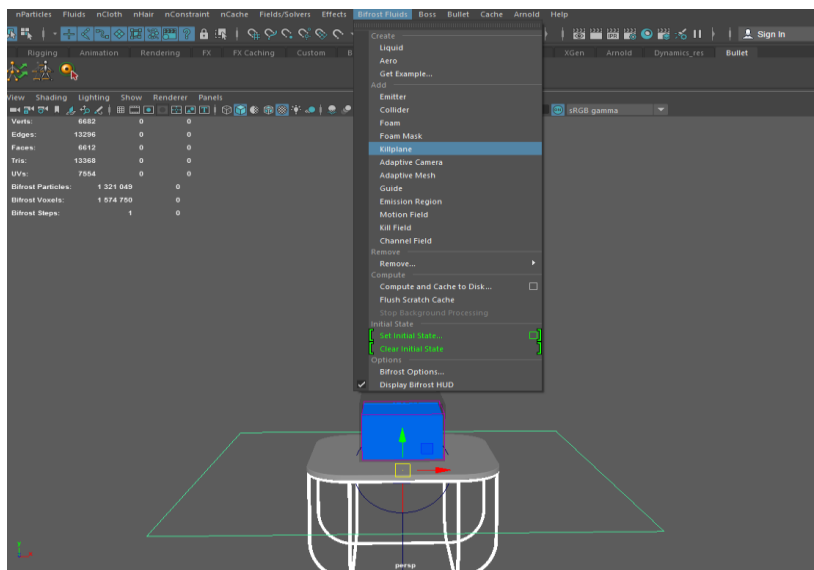 nParticles Fluids nCloth nHair nConstraint nCache Fields/Solvers Effects Bifrost Fluids Boss Bullet Cache Arnold Help
Sign In
Rigging Animation Rendering FX FX Caching Custom B XGen Arnold Dynamics_res Bullet
View Shading Lighting Show Renderer Panels
sRGB gamma
Verts: 6682 0 0
Edges: 13296 0 0
Faces: 6612 0 0
Tris: 13368 0 0
UVs: 7554 0 0
Bifrost Particles: 1 321 049 0
Bifrost Voxels: 1 574 750 0
Bifrost Steps: 1 0
Create
Liquid
Aero
Get Example...
Add
Emitter
Collider
Foam
Foam Mask
Killplane
Adaptive Camera
Adaptive Mesh
Guide
Emission Region
Motion Field
Kill Field
Channel Field
Remove
Remove...
Compute
Compute and Cache to Disk...
Flush Scratch Cache
Stop Background Processing
Initial State
Set Initial State...
Clear Initial State
Options
Bifrost Options...
Display Bifrost HUD
persp